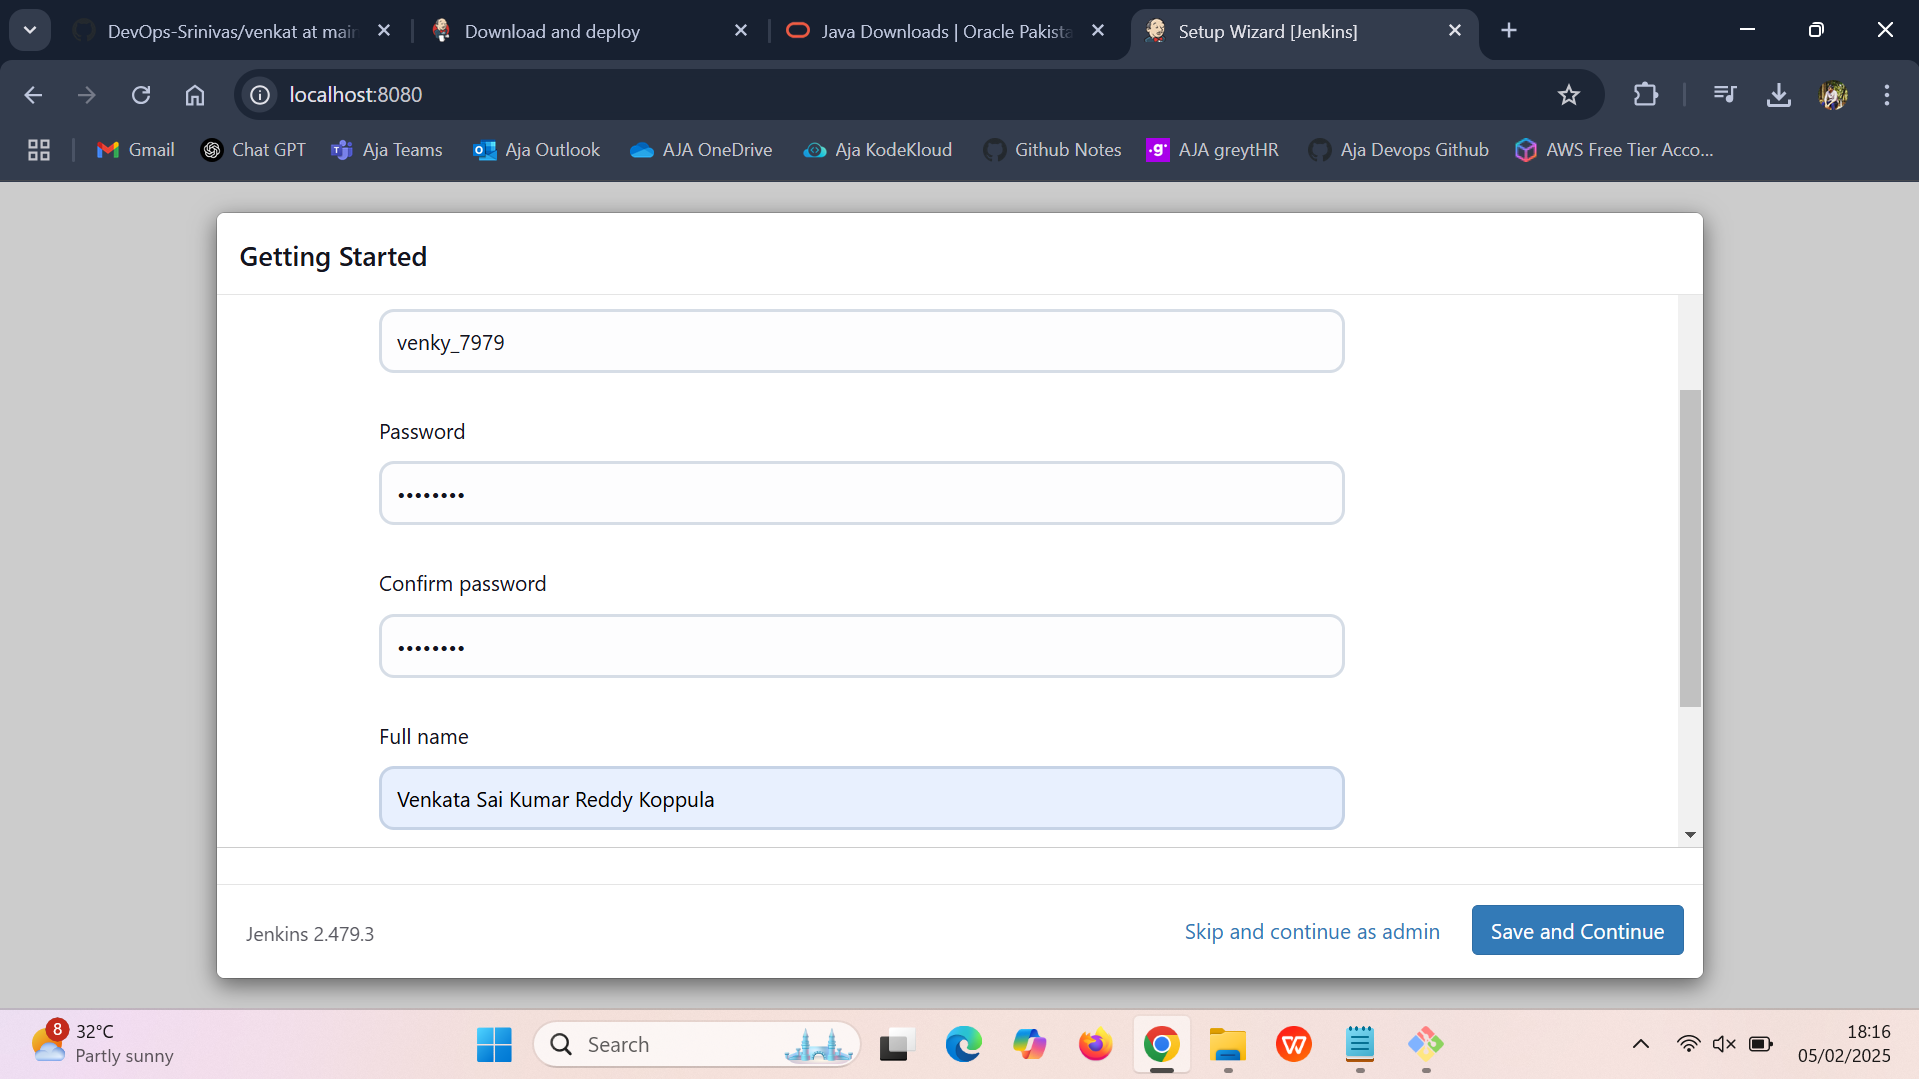 DevOps-Srinivas/venkat at mair
Download and deploy
Java Downloads | Oracle Pakista
Setup Wizard [Jenkins]
localhost:8080
Gmail
Chat GPT
Aja Teams
Aja Outlook
AJA OneDrive
Aja KodeKloud
Github Notes
.g'
AJA greytHR
Aja Devops Github
AWS Free Tier Acco...
Getting Started
venky_7979
Password
••••••••
Confirm password
••••••••
Full name
Venkata Sai Kumar Reddy Koppula
Jenkins 2.479.3
Skip and continue as admin
Save and Continue
8
32°C
Partly sunny
Search
18:16
05/02/2025